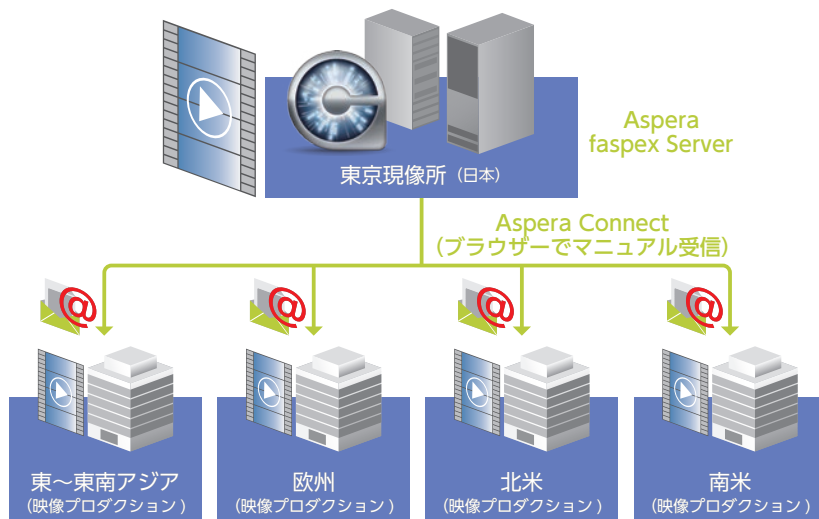 Aspera
faspex Server
東京現像所（日本）
Aspera Connect
（ブラウザーでマニュアル受信）
@
@
@
@
東～東南アジア
（映像プロダクション）
欧州
（映像プロダクション）
北米
（映像プロダクション）
南米
（映像プロダクション）